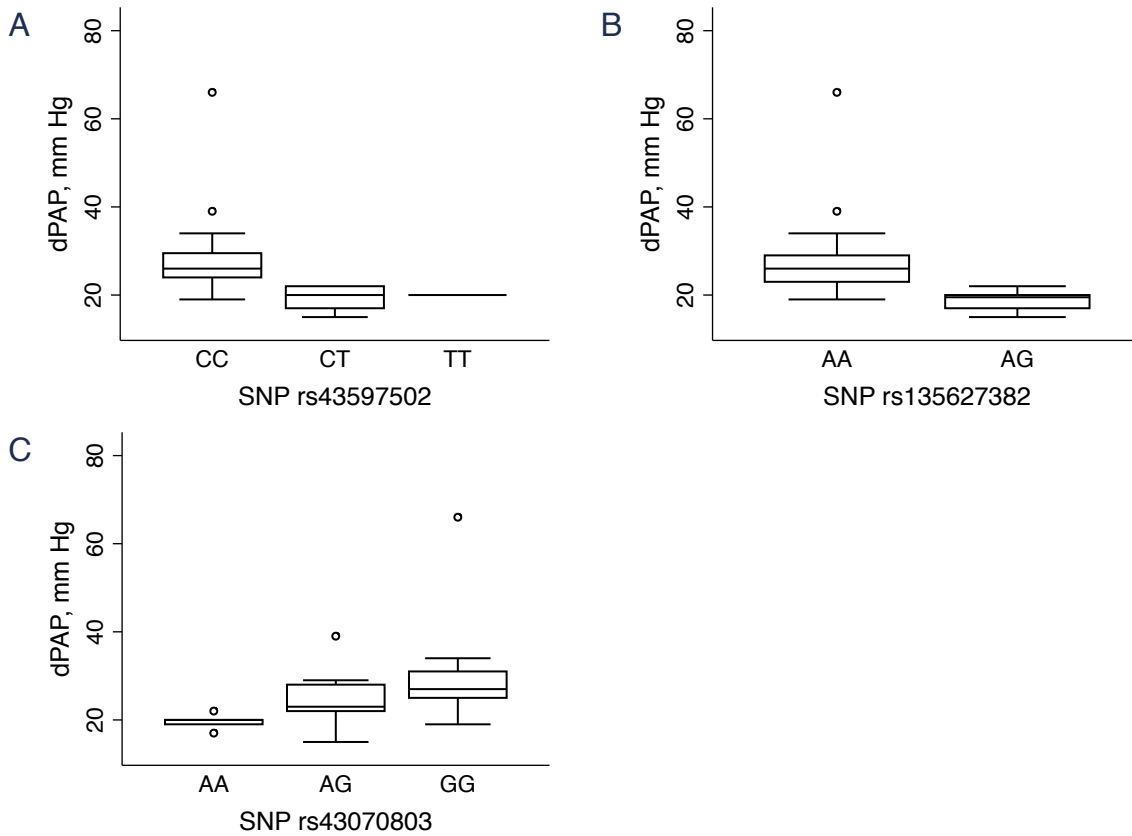 A
dPAP, mm Hg
80
60
40
20
CC CT TT
SNP rs43597502
B
dPAP, mm Hg
80
60
40
20
AA AG
SNP rs135627382
C
dPAP, mm Hg
80
60
40
20
AA AG GG
SNP rs43070803